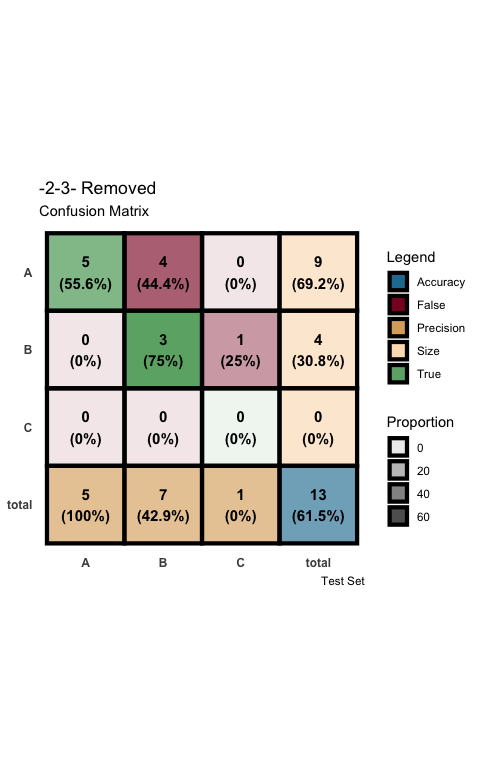 -2-3- Removed
Confusion Matrix
A
5
(55.6%)
4
(44.4%)
0
(0%)
9
(69.2%)
B
0
(0%)
3
(75%)
1
(25%)
4
(30.8%)
C
0
(0%)
0
(0%)
0
(0%)
0
(0%)
total
5
(100%)
7
(42.9%)
1
(0%)
13
(61.5%)
A
B
C
total
Test Set
Legend
Accuracy
False
Precision
Size
True
Proportion
0
20
40
60